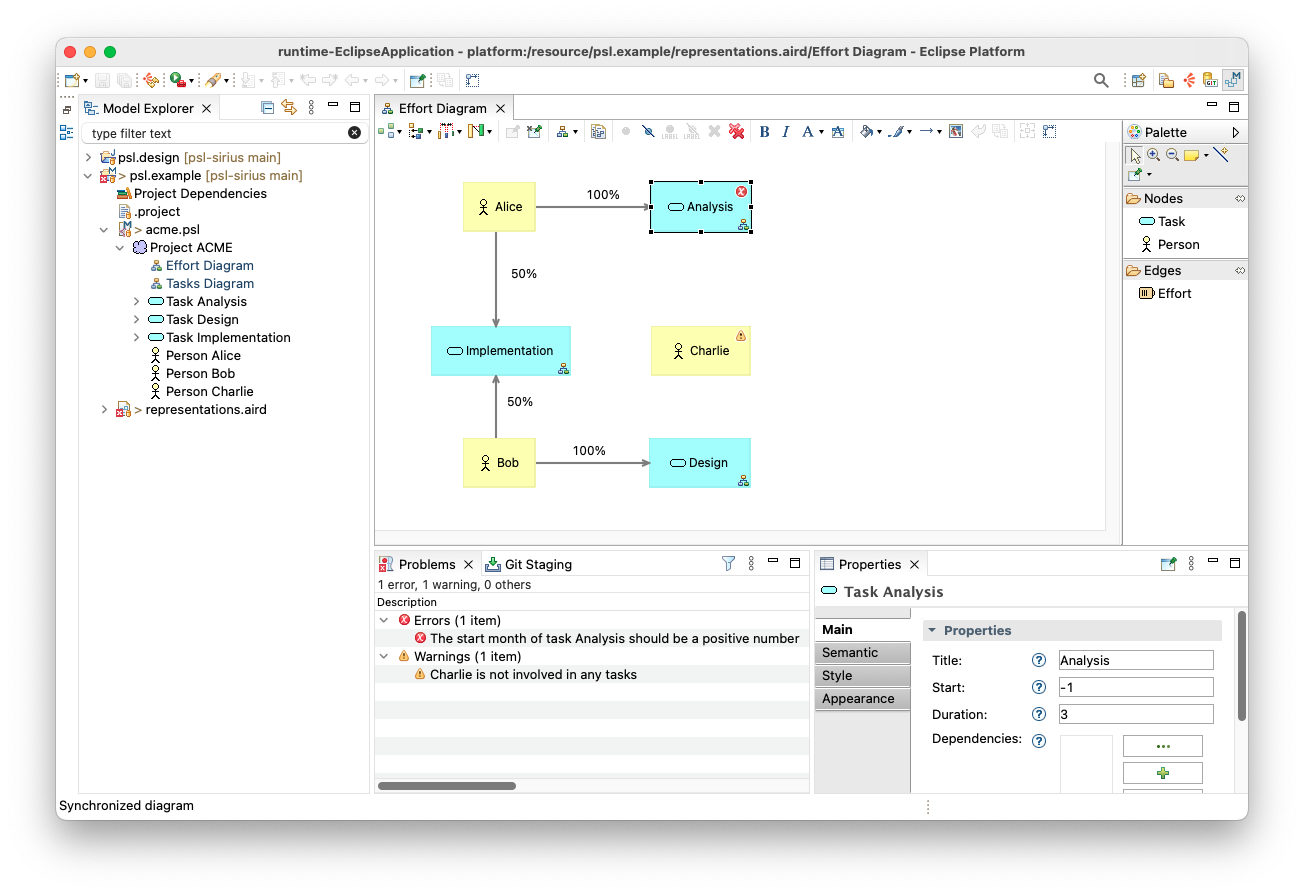 runtime-EclipseApplication - platform:/resource/psl.example/representations.aird/Effort Diagram - Eclipse Platform
Model Explorer
type filter text
psl.design [psl-sirius main]
> psl.example [psl-sirius main]
Project Dependencies
.project
> acme.psl
Project ACME
Effort Diagram
Tasks Diagram
Task Analysis
Task Design
Task Implementation
Person Alice
Person Bob
Person Charlie
> representations.aird
Effort Diagram
B I A A
Alice
100%
Analysis
50%
Implementation
Charlie
50%
Bob
100%
Design
Palette
Nodes
Task
Person
Edges
Effort
Problems
Git Staging
1 error, 1 warning, 0 others
Description
Errors (1 item)
The start month of task Analysis should be a positive number
Warnings (1 item)
Charlie is not involved in any tasks
Properties
Task Analysis
Main
Semantic
Style
Appearance
Properties
Title: Analysis
Start: -1
Duration: 3
Dependencies:
...
Synchronized diagram